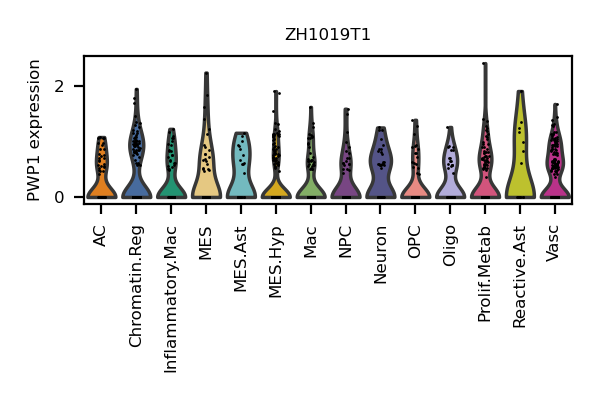 ZH1019T1
PWP1 expression
2
0
AC
Chromatin.Reg
Inflammatory.Mac
MES
MES.Ast
MES.Hyp
Mac
NPC
Neuron
OPC
Oligo
Prolif.Metab
Reactive.Ast
Vasc